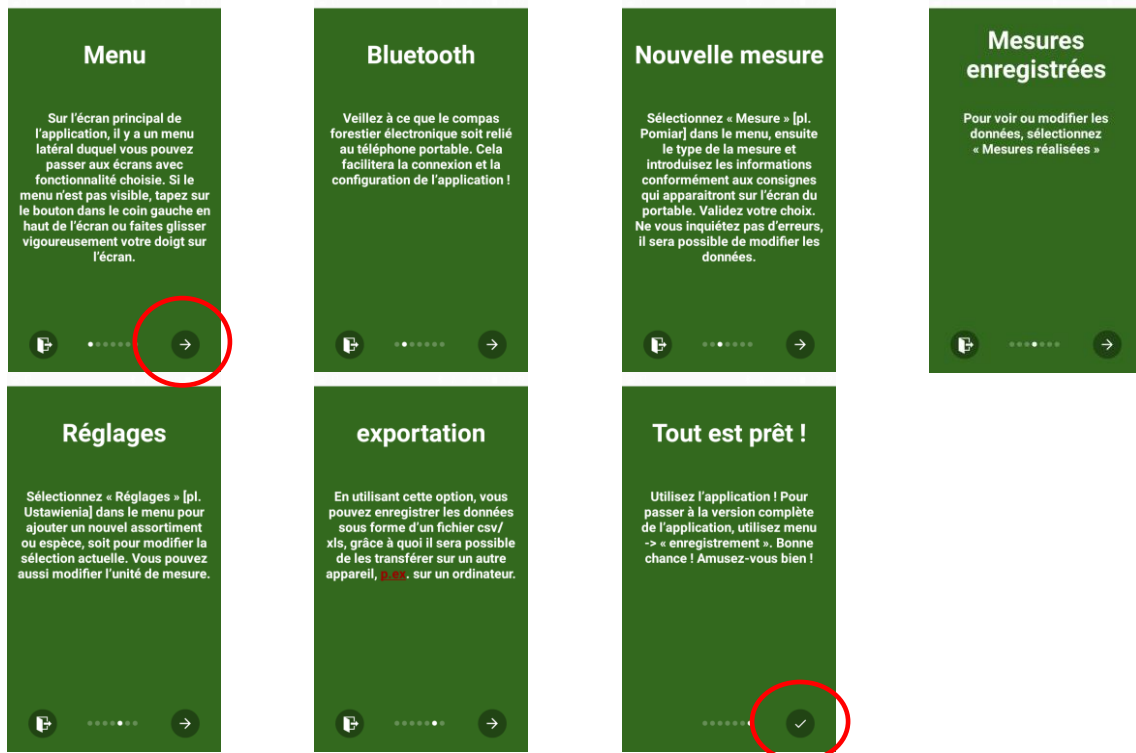 Menu
Sur l’écran principal de
l’application, il y a un menu
latéral duquel vous pouvez
passer aux écrans avec
fonctionnalité choisie. Si le
menu n’est pas visible, tapez sur
le bouton dans le coin gauche en
haut de l’écran ou faites glisser
vigoureusement votre doigt sur
l’écran.
Bluetooth
Veillez à ce que le compas
forestier électronique soit relié
au téléphone portable. Cela
facilitera la connexion et la
configuration de l’application !
Nouvelle mesure
Sélectionnez « Mesure » [pl.
Pomiar] dans le menu, ensuite
le type de la mesure et
introduisez les informations
conformément aux consignes
qui apparaitront sur l’écran du
portable. Validez votre choix.
Ne vous inquiétez pas d’erreurs,
il sera possible de modifier les
données.
Mesures
enregistrées
Pour voir ou modifier les
données, sélectionnez
« Mesures réalisées »
Réglages
Sélectionnez « Réglages » [pl.
Ustawienia] dans le menu pour
ajouter un nouvel assortiment
ou espèce, soit pour modifier la
sélection actuelle. Vous pouvez
aussi modifier l’unité de mesure.
exportation
En utilisant cette option, vous
pouvez enregistrer les données
sous forme d’un fichier csv/
xls, grâce à quoi il sera possible
de les transférer sur un autre
appareil, p.ex. sur un ordinateur.
Tout est prêt !
Utilisez l’application ! Pour
passer à la version complète
de l’application, utilisez menu
-> « enregistrement ». Bonne
chance ! Amusez-vous bien !